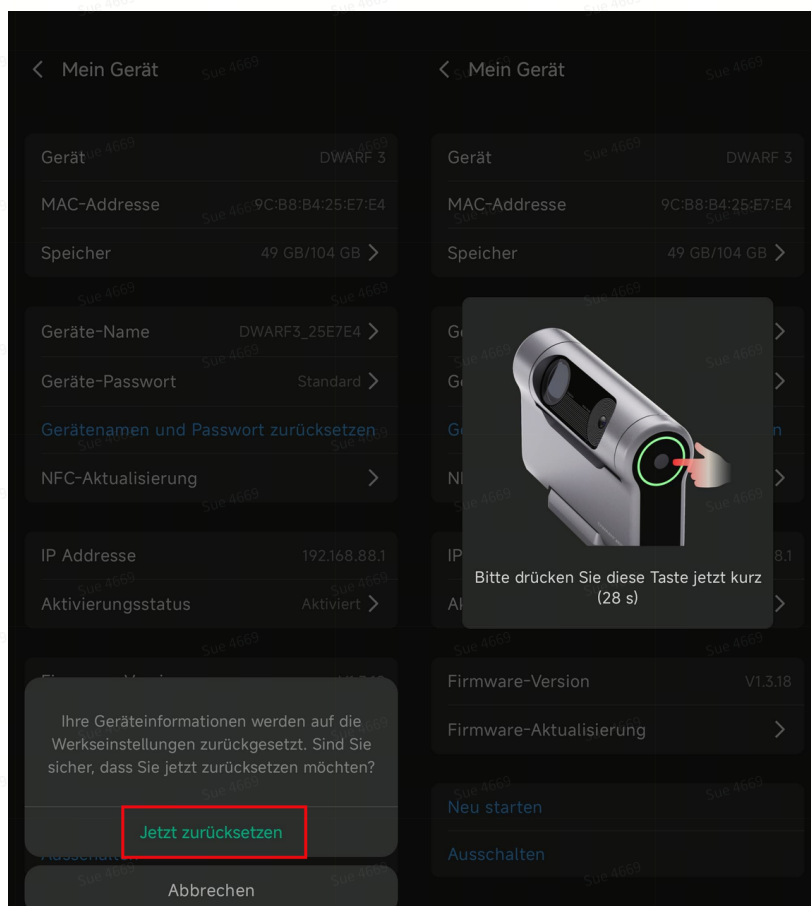 Mein Gerät
Gerät DWARF 3
MAC-Addresse 9C:B8:B4:25:E7:E4
Speicher 49 GB/104 GB
Geräte-Name DWARF3_25E7E4
Geräte-Passwort Standard
Gerätenamen und Passwort zurücksetzen
NFC-Aktualisierung
IP Addresse 192.168.88.1
Aktivierungsstatus Aktiviert
Ihre Geräteinformationen werden auf die
Werkseinstellungen zurückgesetzt. Sind Sie
sicher, dass Sie jetzt zurücksetzen möchten?
Jetzt zurücksetzen
Abbrechen
Mein Gerät
Gerät DWARF 3
MAC-Addresse 9C:B8:B4:25:E7:E4
Speicher 49 GB/104 GB
IP
Bitte drücken Sie diese Taste jetzt kurz
(28 s)
Firmware-Version V1.3.18
Firmware-Aktualisierung
Neu starten
Ausschalten
Sue 4669